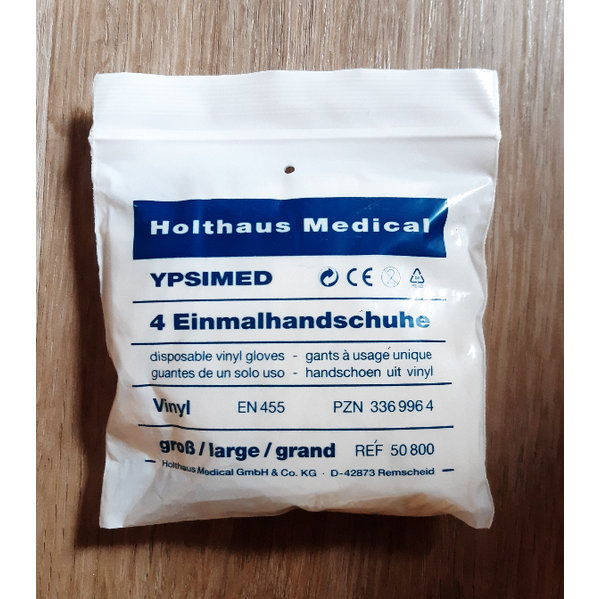 Holthaus Medical
YPSIMED CE
4 Einmalhandschuhe
disposable vinyl gloves - gants à usage unique
guantes de un solo uso - handschoen uit vinyl
Vinyl EN 455 PZN 336 996 4
groß / large / grand REF 50 800
Holthaus Medical GmbH & Co. KG · D-42873 Remscheid